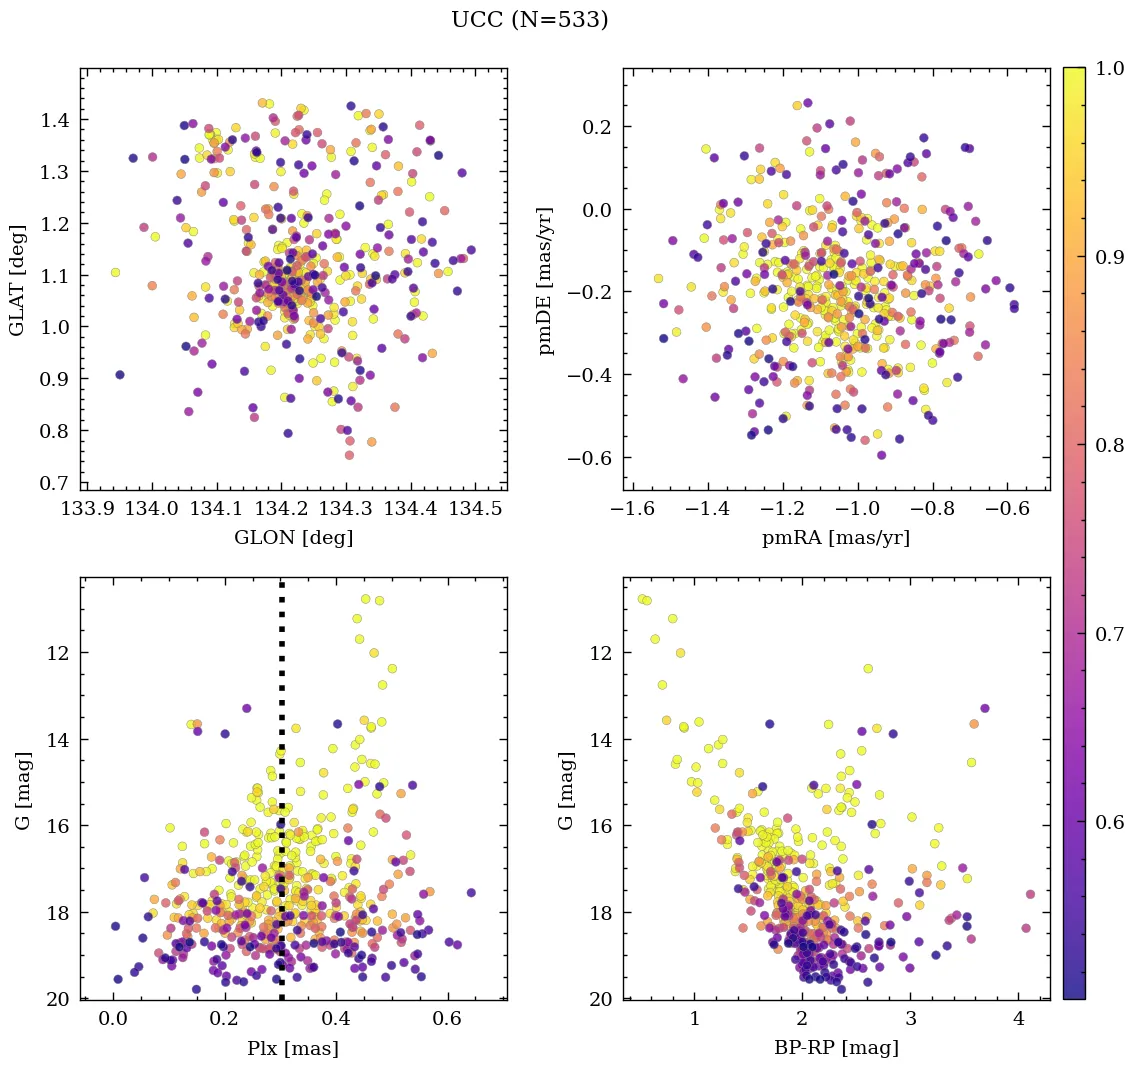 UCC (N=533)
1.4
1.3
1.2
1.1
1.0
0.9
0.8
0.7
GLAT [deg]
133.9 134.0 134.1 134.2 134.3 134.4 134.5
GLON [deg]
0.2
0.0
−0.2
−0.4
−0.6
pmDE [mas/yr]
−1.6 −1.4 −1.2 −1.0 −0.8 −0.6
pmRA [mas/yr]
1.0
0.9
0.8
0.7
0.6
12
14
16
18
20
G [mag]
0.0 0.2 0.4 0.6
Plx [mas]
12
14
16
18
20
G [mag]
1 2 3 4
BP-RP [mag]